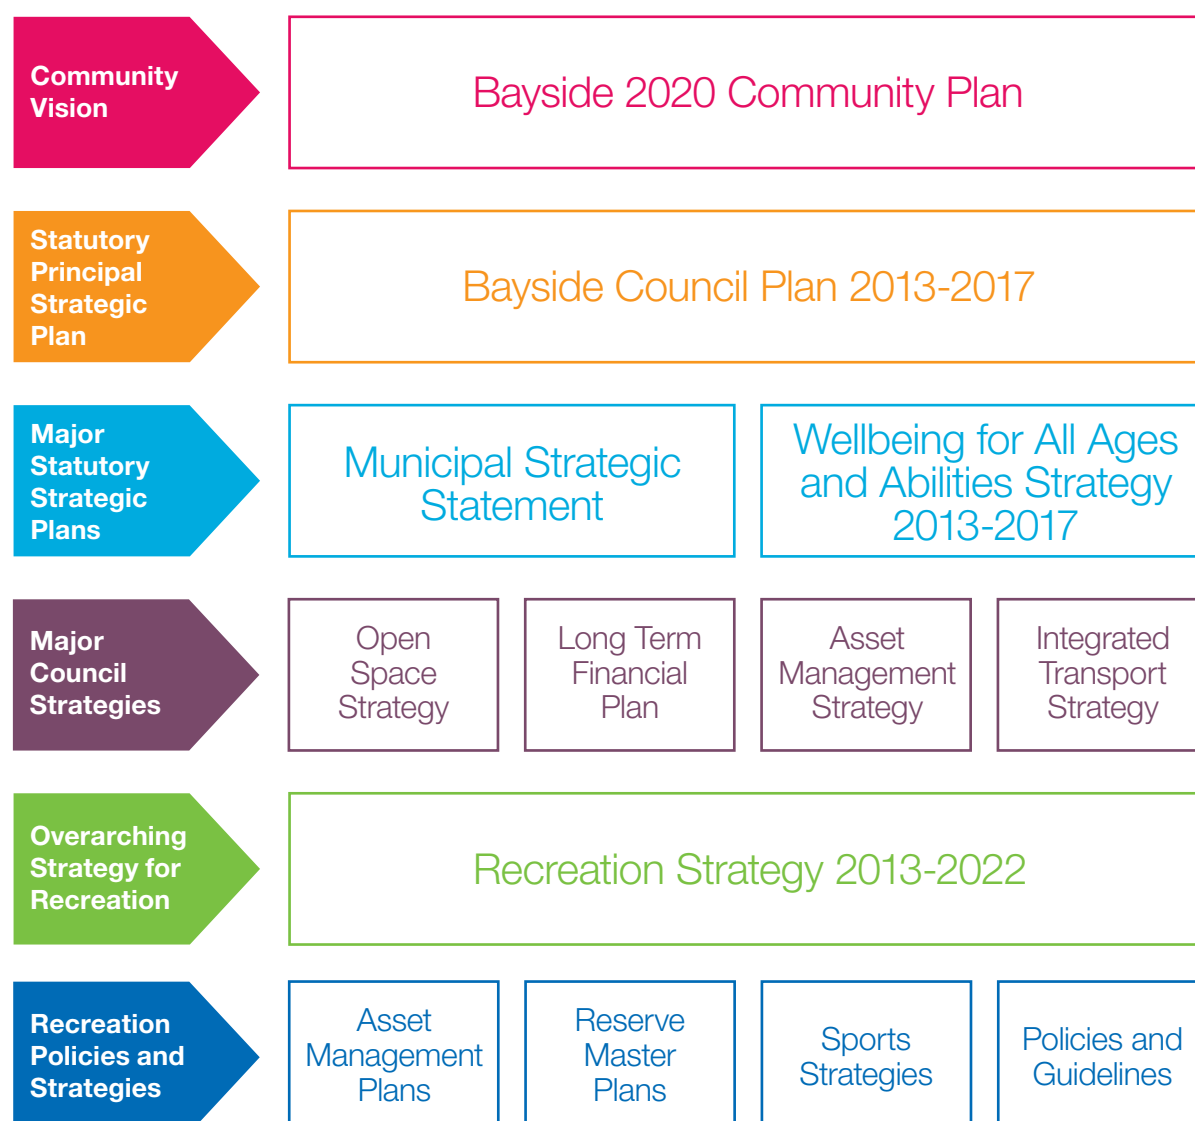 Community
Vision
Bayside 2020 Community Plan
Statutory
Principal
Strategic
Plan
Bayside Council Plan 2013-2017
Major
Statutory
Strategic
Plans
Municipal Strategic
Statement
Wellbeing for All Ages
and Abilities Strategy
2013-2017
Major
Council
Strategies
Open
Space
Strategy
Long Term
Financial
Plan
Asset
Management
Strategy
Integrated
Transport
Strategy
Overarching
Strategy for
Recreation
Recreation Strategy 2013-2022
Recreation
Policies and
Strategies
Asset
Management
Plans
Reserve
Master
Plans
Sports
Strategies
Policies and
Guidelines